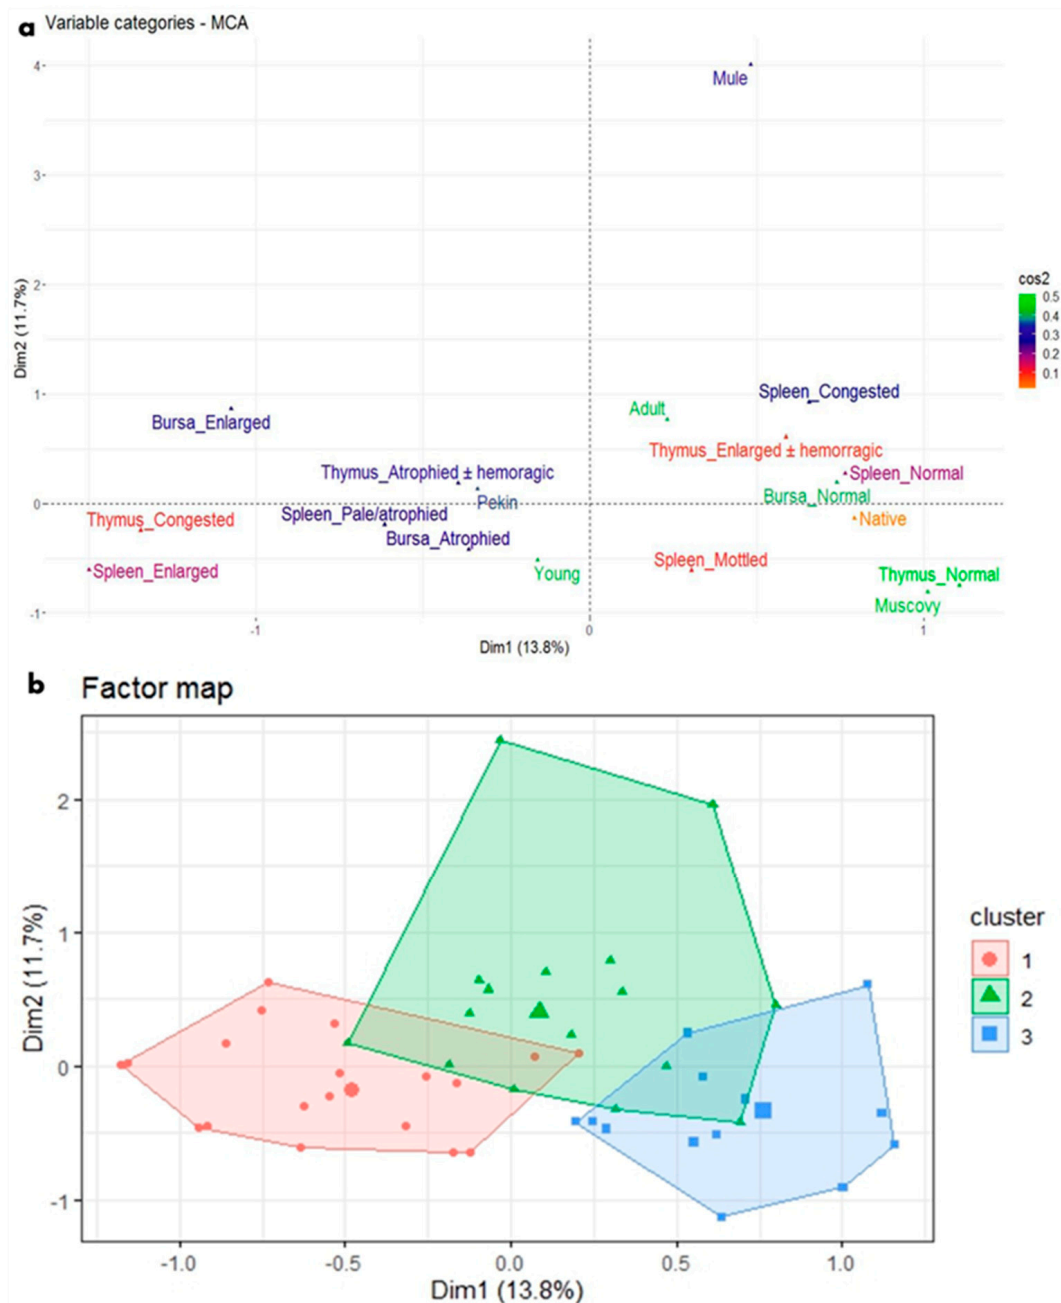 a Variable categories - MCA
4
Mule
3
2
Dim2 (11.7%)
cos2
0.5
0.4
0.3
0.2
0.1
1
Spleen_Congested
Adult
Bursa_Enlarged
Thymus_Enlarged ± hemorragic
Thymus_Atrophied ± hemoragic
Spleen_Normal
Pekin
Bursa_Normal
0
Spleen_Pale/atrophied
Thymus_Congested
Native
Bursa_Atrophied
Spleen_Mottled
Spleen_Enlarged
Young
Thymus_Normal
Muscovy
-1
-1 0 1
Dim1 (13.8%)
b Factor map
2
1
0
-1
Dim2 (11.7%)
cluster
1
2
3
-1.0 -0.5 0.0 0.5 1.0
Dim1 (13.8%)